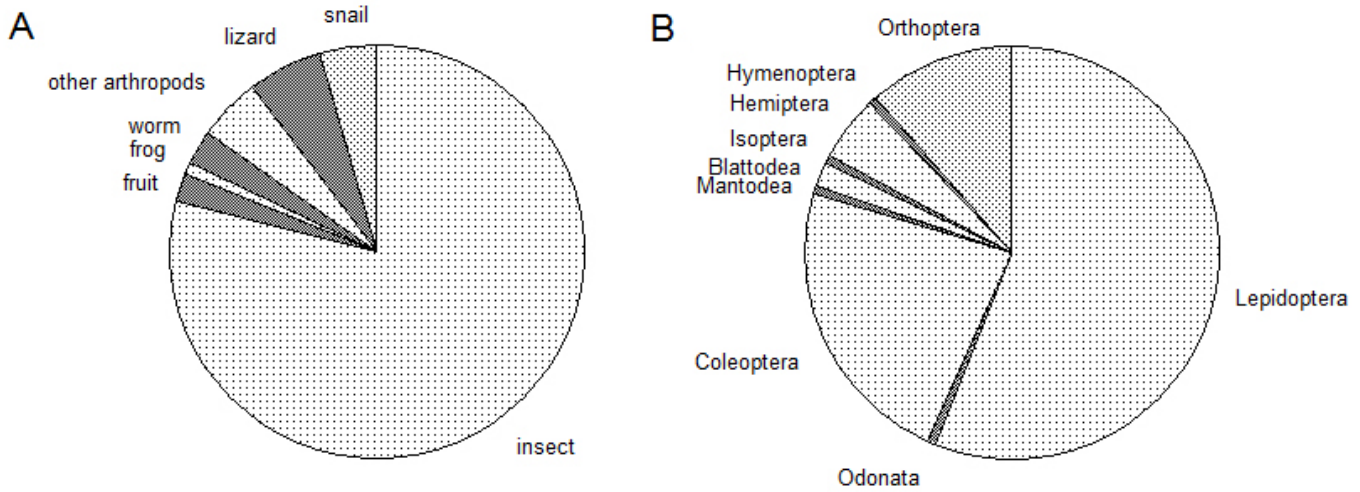 A
snail
lizard
other arthropods
worm
frog
fruit
insect
B
Orthoptera
Hymenoptera
Hemiptera
Isoptera
Blattodea
Mantodea
Lepidoptera
Coleoptera
Odonata